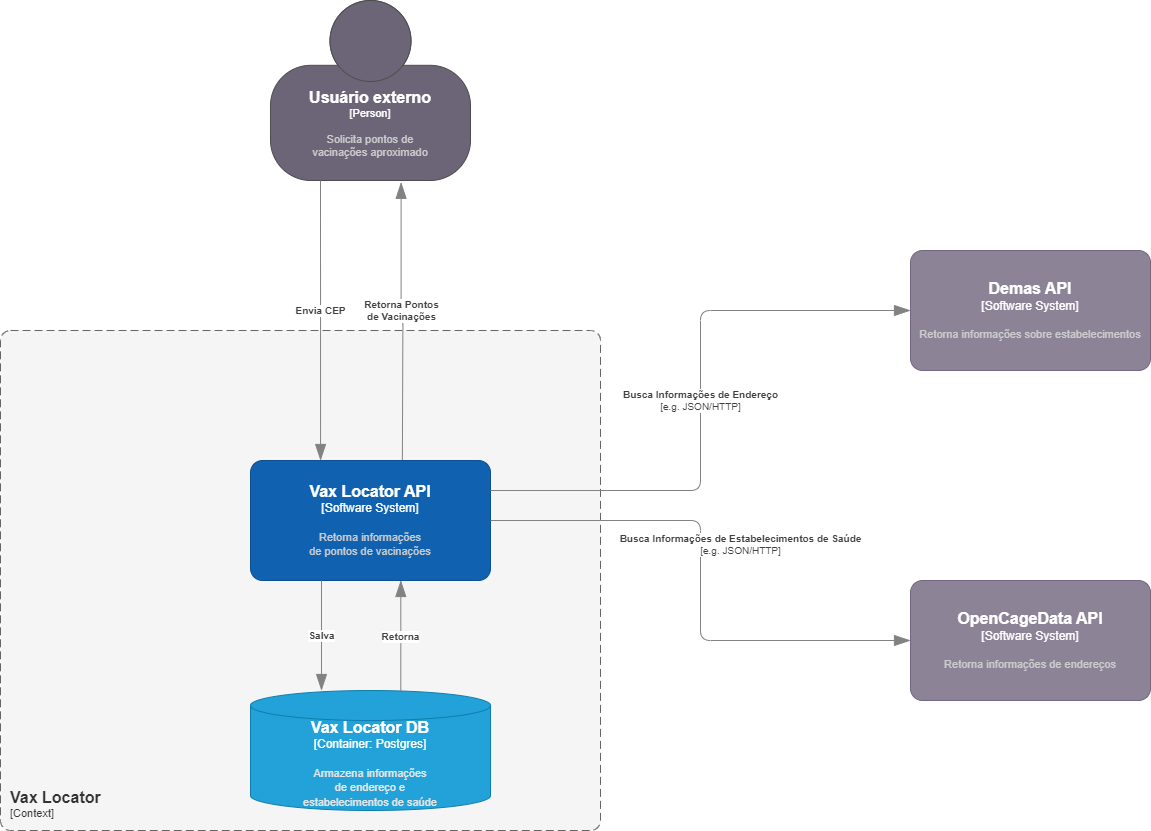 Usuário externo
[Person]
Solicita pontos de
vacinações aproximado
Envia CEP
Retorna Pontos
de Vacinações
Demas API
[Software System]
Retorna informações sobre estabelecimentos
Busca Informações de Endereço
[e.g. JSON/HTTP]
Vax Locator API
[Software System]
Retorna informações
de pontos de vacinações
Busca Informações de Estabelecimentos de Saúde
[e.g. JSON/HTTP]
OpenCageData API
[Software System]
Retorna informações de endereços
Salva
Retorna
Vax Locator DB
[Container: Postgres]
Armazena informações
de endereço e
estabelecimentos de saúde
Vax Locator
[Context]